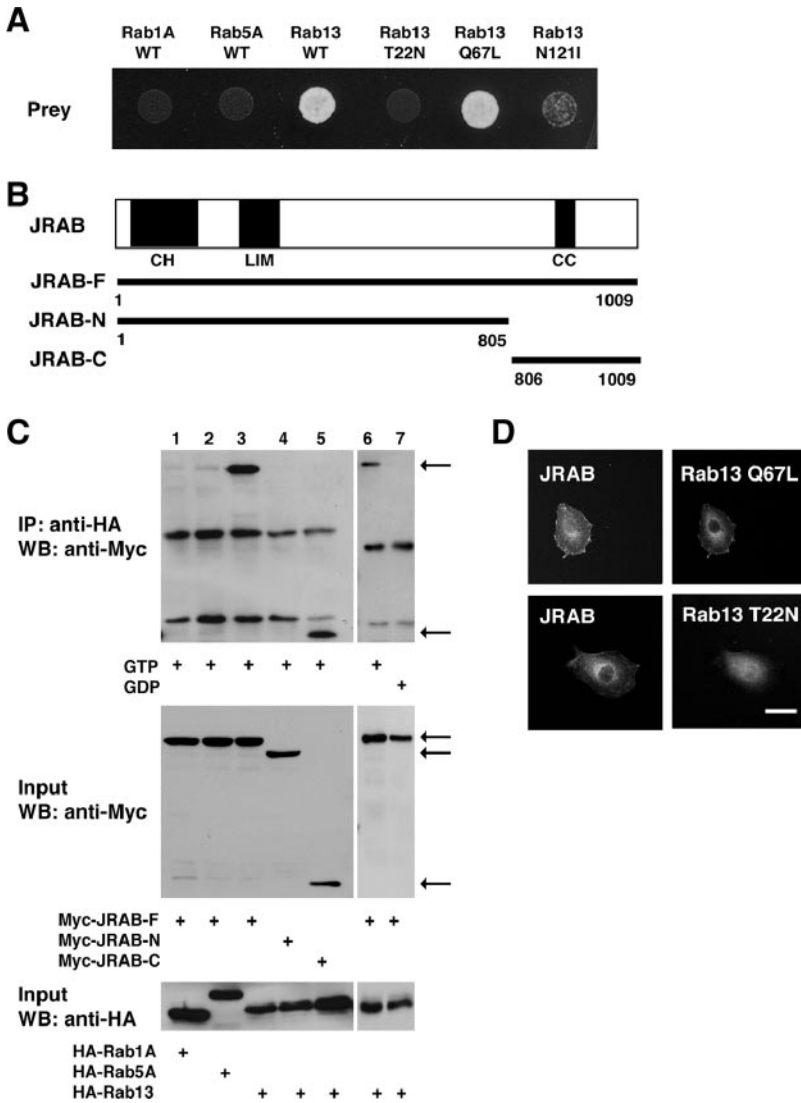 A
Rab1A WT
Rab5A WT
Rab13 WT
Rab13 T22N
Rab13 Q67L
Rab13 N121I
Prey
B
JRAB
CH LIM CC
JRAB-F
1 1009
JRAB-N
1 805
JRAB-C
806 1009
C
1 2 3 4 5 6 7
IP: anti-HA
WB: anti-Myc
GTP + + + + + +
GDP +
Input
WB: anti-Myc
Myc-JRAB-F + + + + +
Myc-JRAB-N +
Myc-JRAB-C +
Input
WB: anti-HA
HA-Rab1A +
HA-Rab5A +
HA-Rab13 + + + + +
D
JRAB
Rab13 Q67L
JRAB
Rab13 T22N